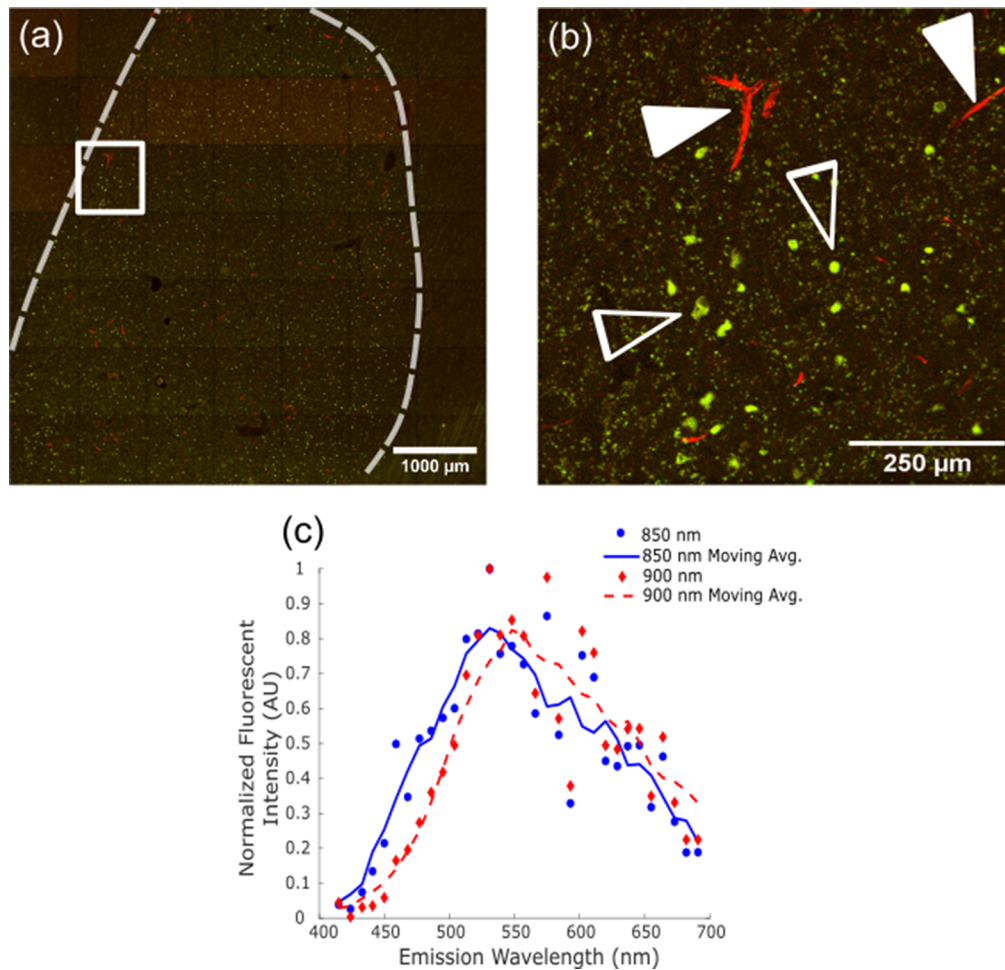 (a)
1000 μm
(b)
250 μm
(c)
850 nm
850 nm Moving Avg.
900 nm
900 nm Moving Avg.
Normalized Fluorescent
Intensity (AU)
1
0.9
0.8
0.7
0.6
0.5
0.4
0.3
0.2
0.1
0
400
450
500
550
600
650
700
Emission Wavelength (nm)